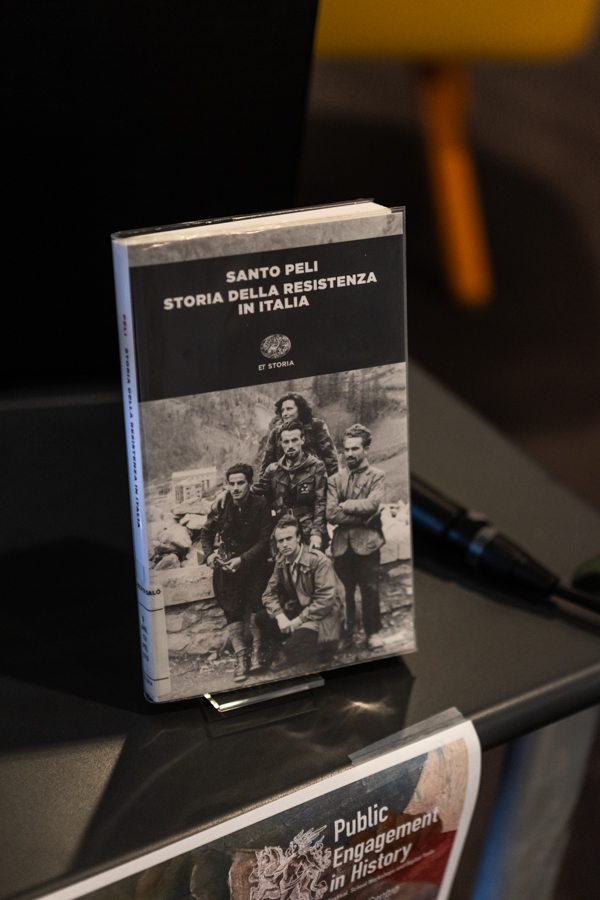 SANTO PELI
STORIA DELLA RESISTENZA
IN ITALIA
ET STORIA
PELI STORIA DELLA RESISTENZA IN ITALIA
Public
Engagement
in History